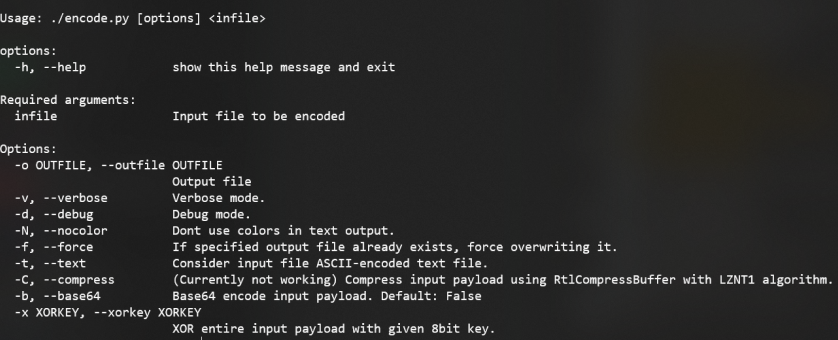 Usage: ./encode.py [options] <infile>
options:
-h, --help show this help message and exit
Required arguments:
infile Input file to be encoded
Options:
-o OUTFILE, --outfile OUTFILE
Output file
-v, --verbose Verbose mode.
-d, --debug Debug mode.
-N, --nocolor Dont use colors in text output.
-f, --force If specified output file already exists, force overwriting it.
-t, --text Consider input file ASCII-encoded text file.
-C, --compress (Currently not working) Compress input payload using RtlCompressBuffer with LZNT1 algorithm.
-b, --base64 Base64 encode input payload. Default: False
-x XORKEY, --xorkey XORKEY
XOR entire input payload with given 8bit key.